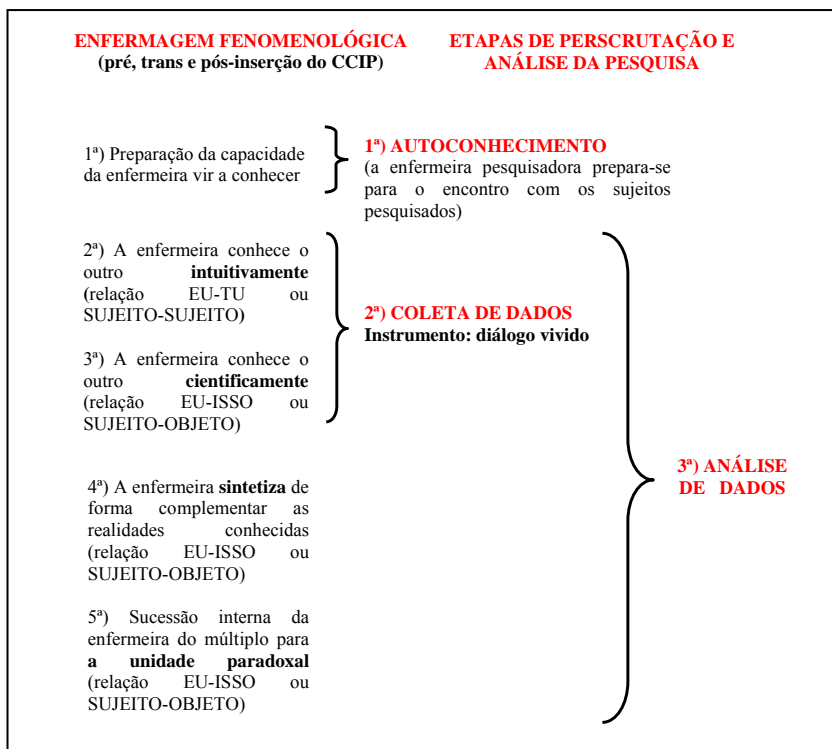 ENFERMAGEM FENOMENOLÓGICA
(pré, trans e pós-inserção do CCIP)
ETAPAS DE PERSCRUTAÇÃO E
ANÁLISE DA PESQUISA
1ª) Preparação da capacidade
da enfermeira vir a conhecer
1ª) AUTOCONHECIMENTO
(a enfermeira pesquisadora prepara-se
para o encontro com os sujeitos
pesquisados)
2ª) A enfermeira conhece o
outro intuitivamente
(relação EU-TU ou
SUJEITO-SUJEITO)
3ª) A enfermeira conhece o
outro cientificamente
(relação EU-ISSO ou
SUJEITO-OBJETO)
2ª) COLETA DE DADOS
Instrumento: diálogo vivido
4ª) A enfermeira sintetiza de
forma complementar as
realidades conhecidas
(relação EU-ISSO ou
SUJEITO-OBJETO)
5ª) Sucessão interna da
enfermeira do múltiplo para
a unidade paradoxal
(relação EU-ISSO ou
SUJEITO-OBJETO)
3ª) ANÁLISE
DE DADOS